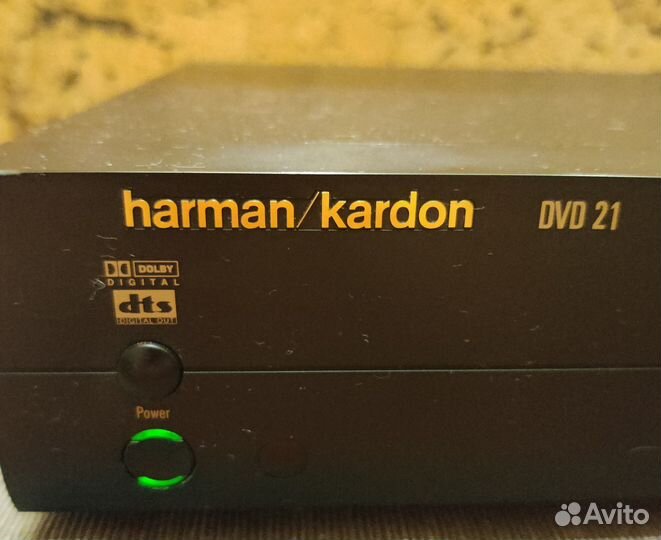 harman/kardon DVD 21
DOLBY
DIGITAL
dts
DIGITAL OUT
Power
Avito